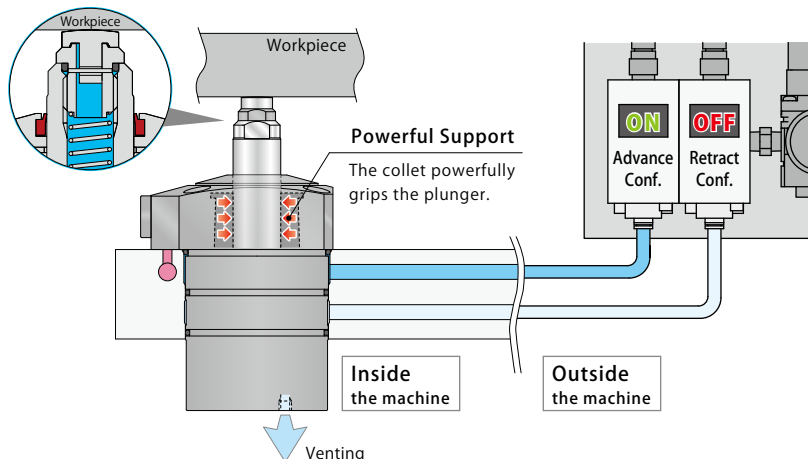 Workpiece
Workpiece
Powerful Support
The collet powerfully
grips the plunger.
ON
Advance
Conf.
OFF
Retract
Conf.
Inside
the machine
Outside
the machine
Venting